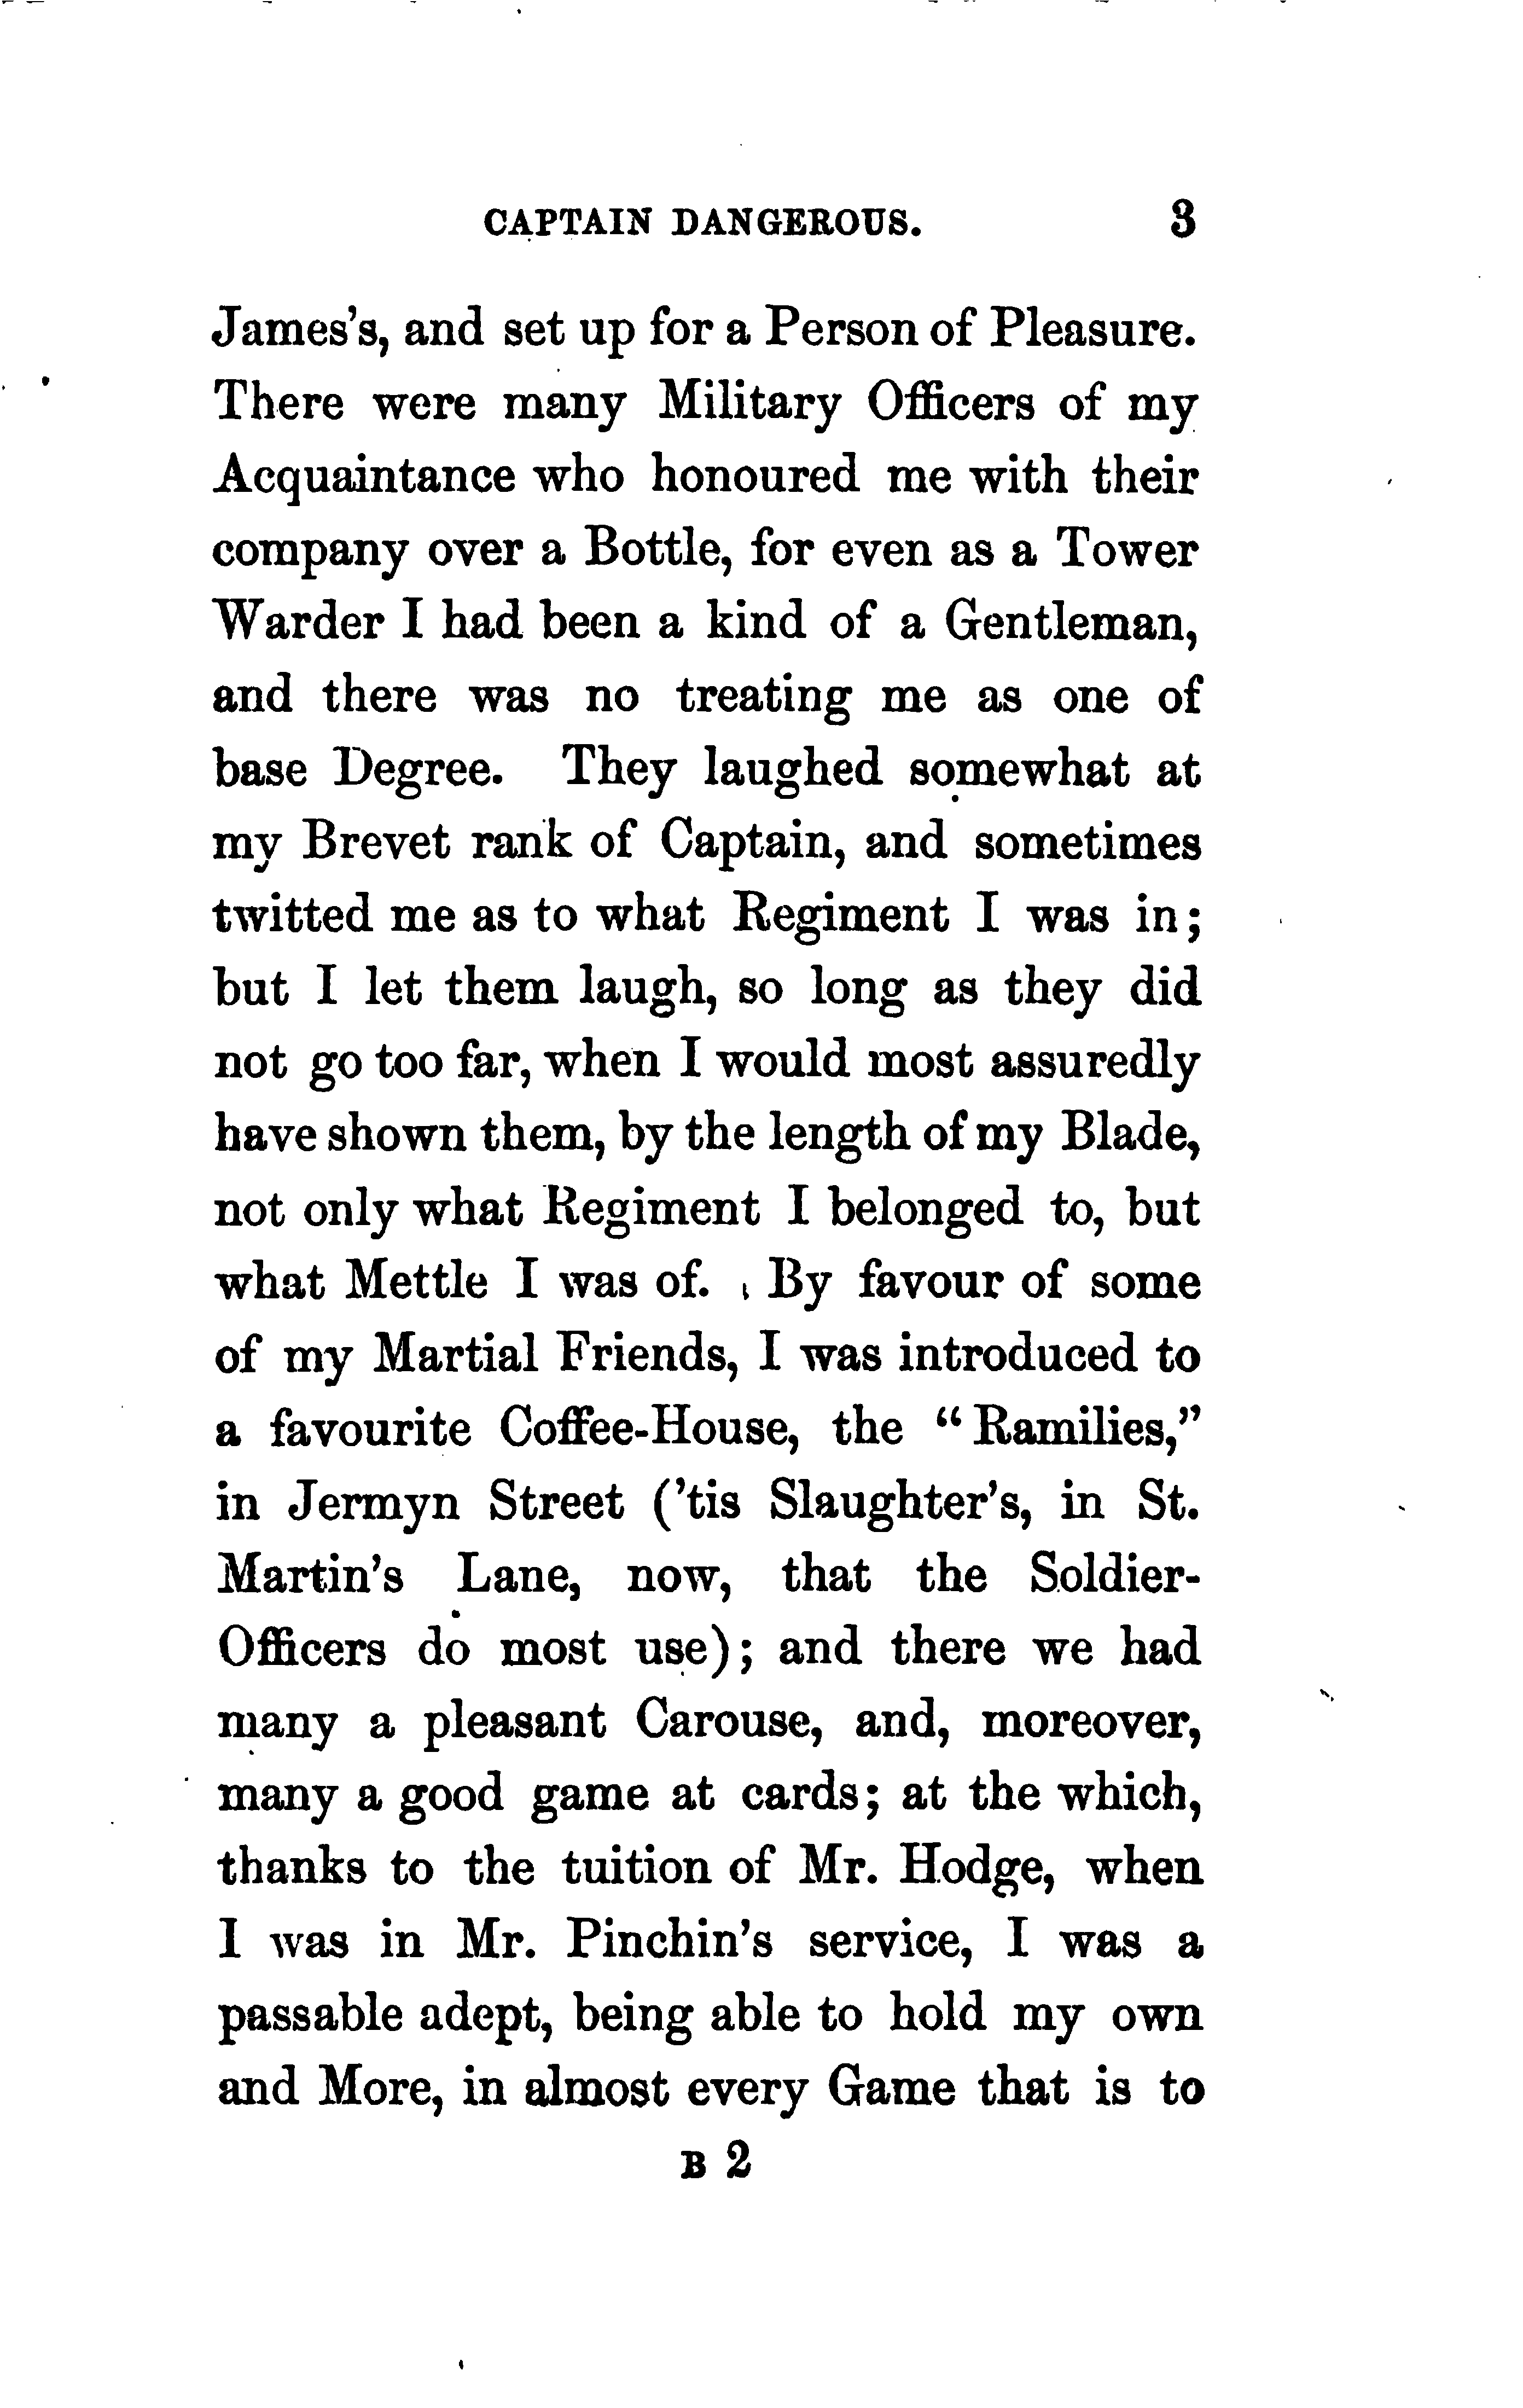 CAPTAIN DANGEROUS. 3
James's, and set up for a Person of Pleasure.
There were many Military Officers of my
Acquaintance who honoured me with their
company over a Bottle, for even as a Tower
Warder I had been a kind of a Gentleman,
and there was no treating me as one of
base Degree. They laughed somewhat at
my Brevet rank of Captain, and sometimes
twitted me as to what Regiment I was in;
but I let them laugh, so long as they did
not go too far, when I would most assuredly
have shown them, by the length of my Blade,
not only what Regiment I belonged to, but
what Mettle I was of. By favour of some
of my Martial Friends, I was introduced to
a favourite Coffee-House, the "Ramilies,"
in Jermyn Street ('tis Slaughter's, in St.
Martin's Lane, now, that the Soldier-
Officers do most use); and there we had
many a pleasant Carouse, and, moreover,
many a good game at cards; at the which,
thanks to the tuition of Mr. Hodge, when
I was in Mr. Pinchin's service, I was a
passable adept, being able to hold my own
and More, in almost every Game that is to
B 2